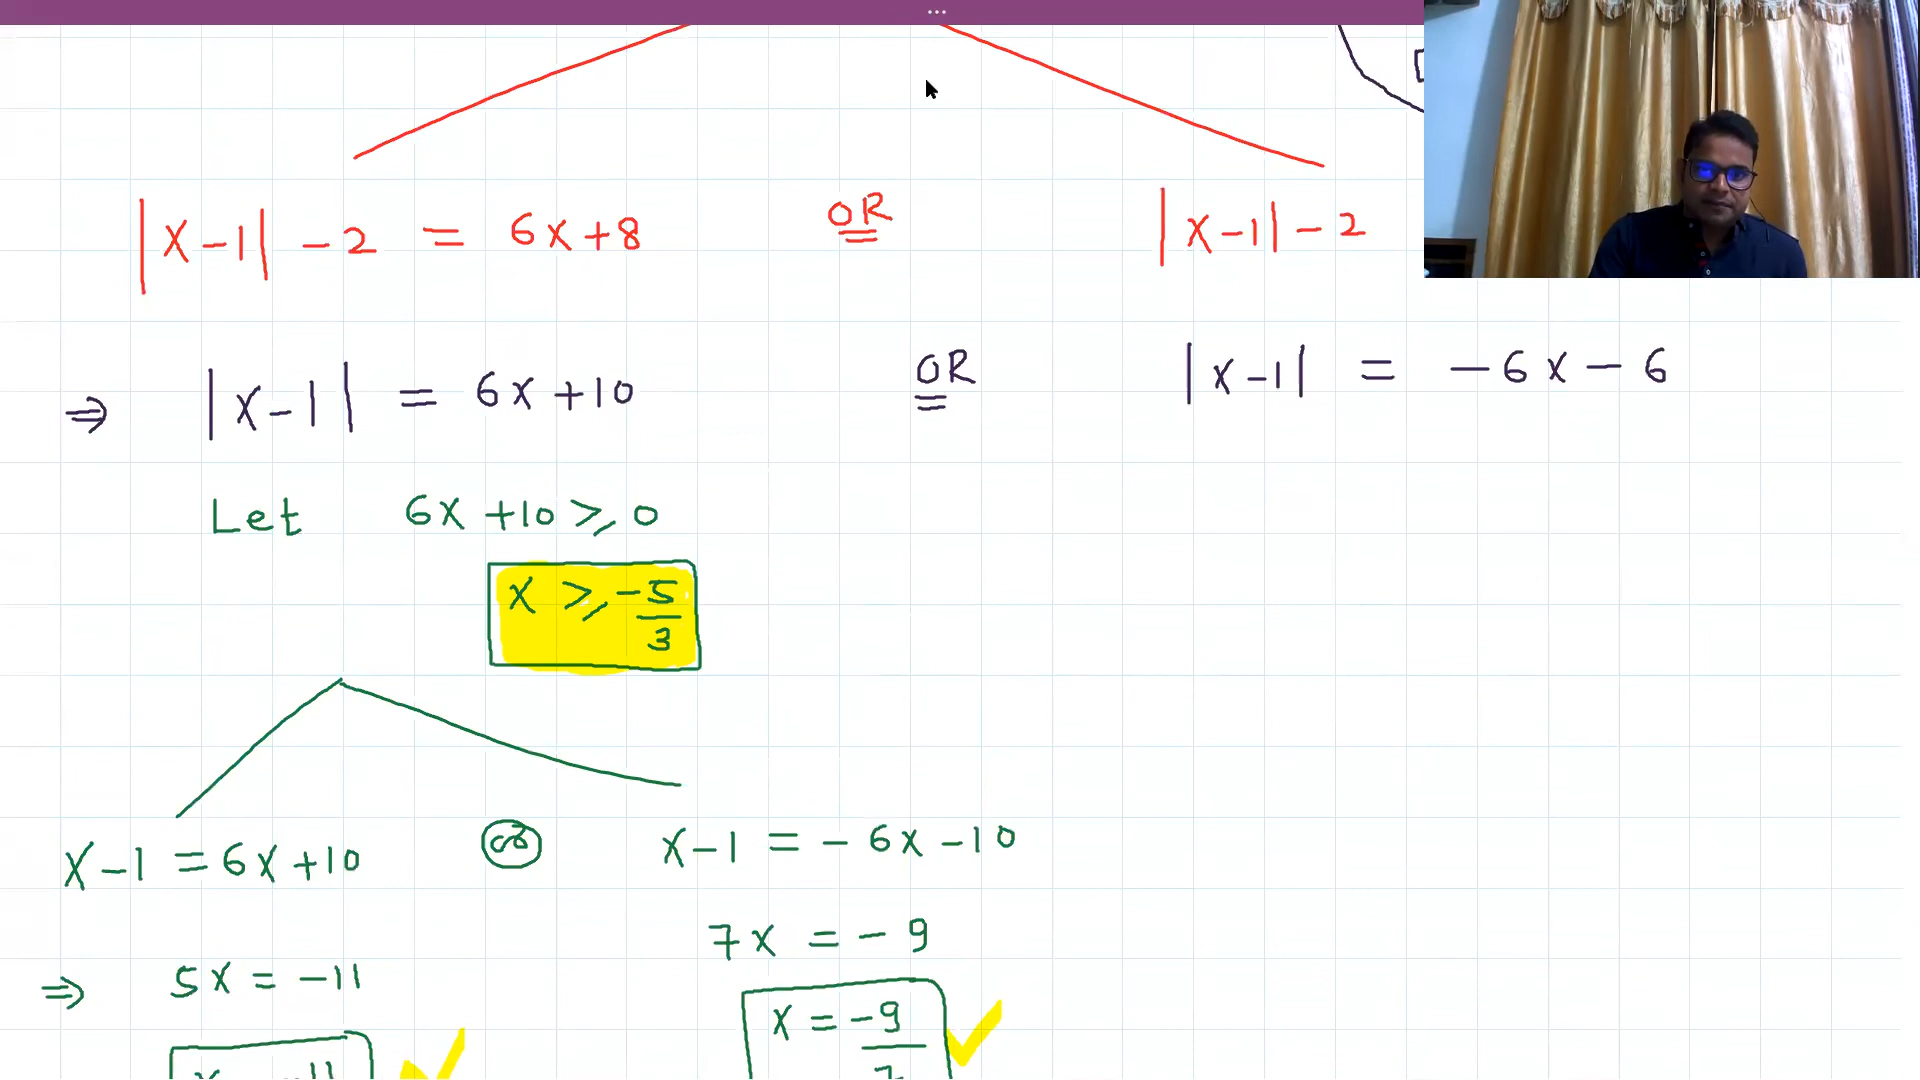 |x-1| -2 = 6x+8 OR |x-1| -2
⇒ |x-1| = 6x+10 OR |x-1| = -6x-6
Let 6x+10 ≥ 0
x ≥ -5/3
x-1 = 6x+10 or x-1 = -6x-10
7x = -9
⇒ 5x = -11
x = -9/7